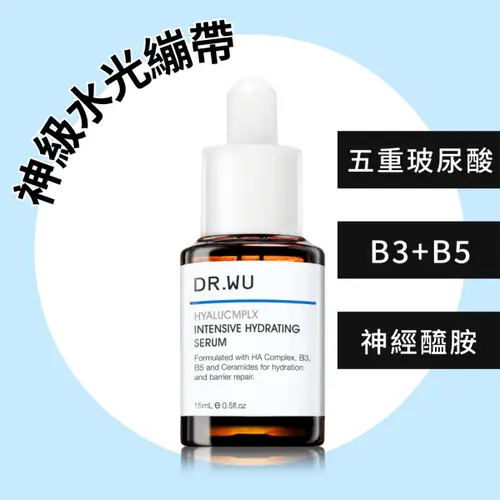 神級水光繃帶
五重玻尿酸
B3+B5
神經醯胺
DR.WU
HYALUCMPLX
INTENSIVE HYDRATING
SERUM
Formulated with HA Complex, B3,
B5 and Ceramides for hydration
and barrier repair.
15mL e 0.5fl.oz